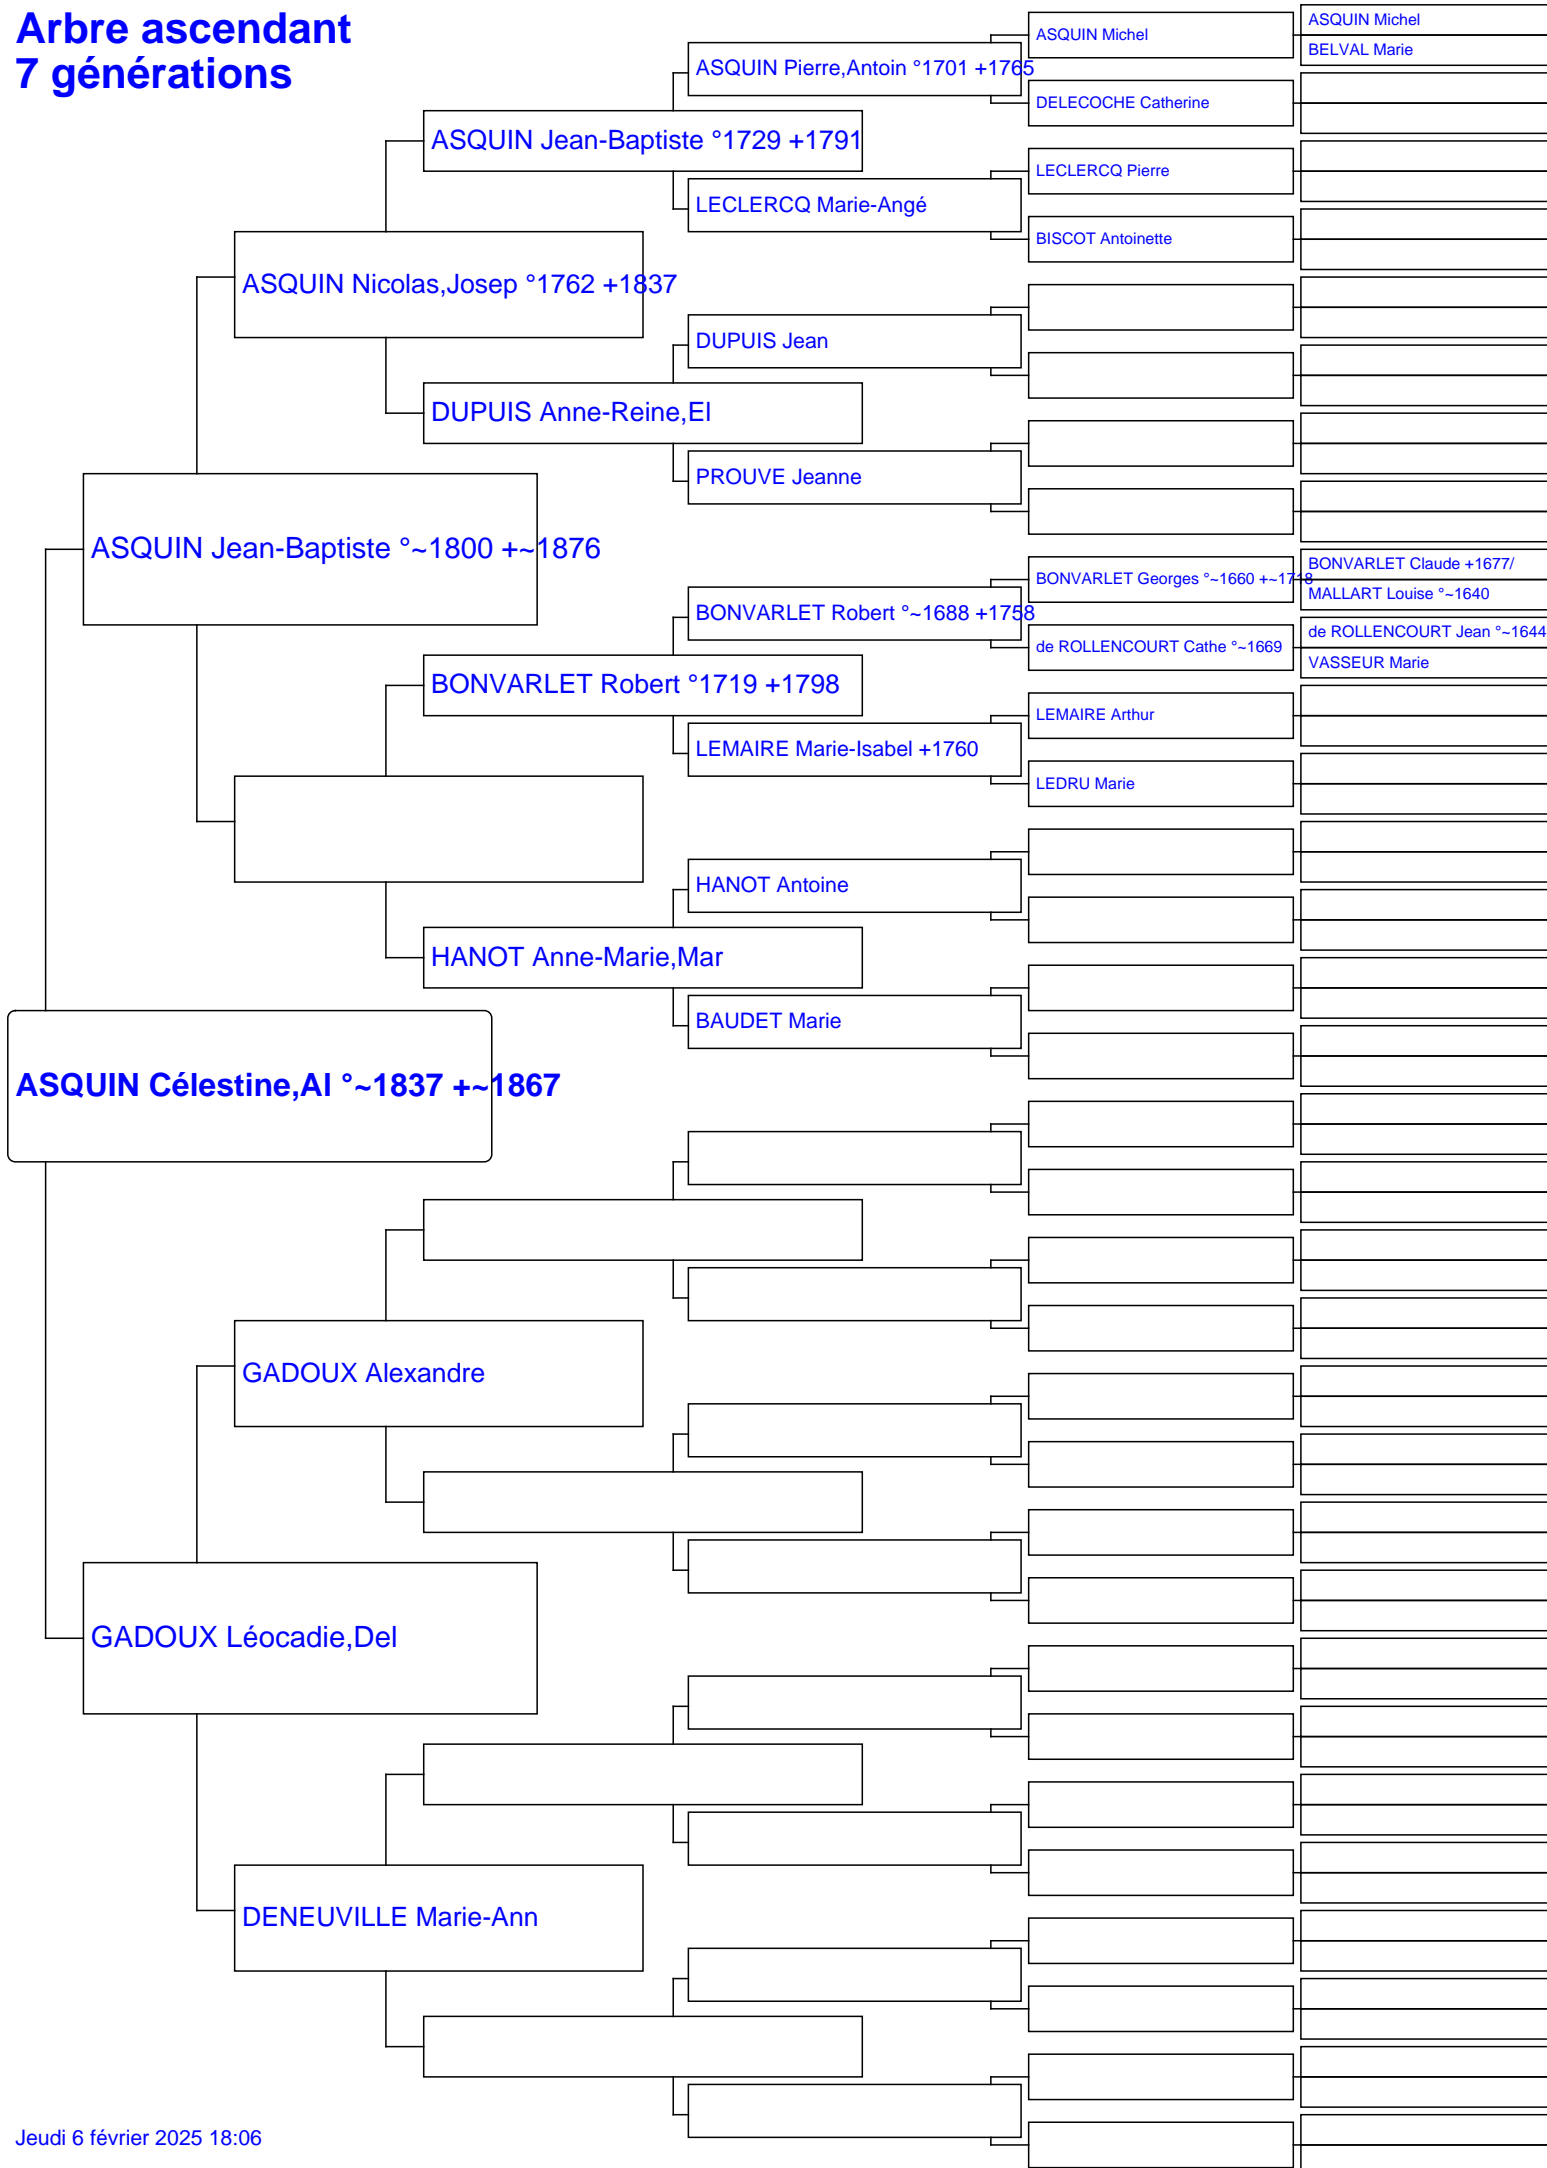 Arbre ascendant
7 générations
ASQUIN Michel
BELVAL Marie
ASQUIN Michel
ASQUIN Pierre,Antoin °1701 +1765
DELECOCHE Catherine
ASQUIN Jean-Baptiste °1729 +1791
LECLERCQ Pierre
LECLERCQ Marie-Angé
BISCOT Antoinette
ASQUIN Nicolas,Josep °1762 +1837
DUPUIS Jean
DUPUIS Anne-Reine,El
PROUVE Jeanne
ASQUIN Jean-Baptiste °~1800 +~1876
BONVARLET Claude +1677/
BONVARLET Georges °~1660 +~1718
MALLART Louise °~1640
BONVARLET Robert °~1688 +1758
de ROLLENCOURT Jean °~1644
de ROLLENCOURT Cathe °~1669
VASSEUR Marie
BONVARLET Robert °1719 +1798
LEMAIRE Arthur
LEMAIRE Marie-Isabel +1760
LEDRU Marie
HANOT Antoine
HANOT Anne-Marie,Mar
BAUDET Marie
ASQUIN Célestine,Al °~1837 +~1867
GADOUX Alexandre
GADOUX Léocadie,Del
DENEUVILLE Marie-Ann
Jeudi 6 février 2025 18:06